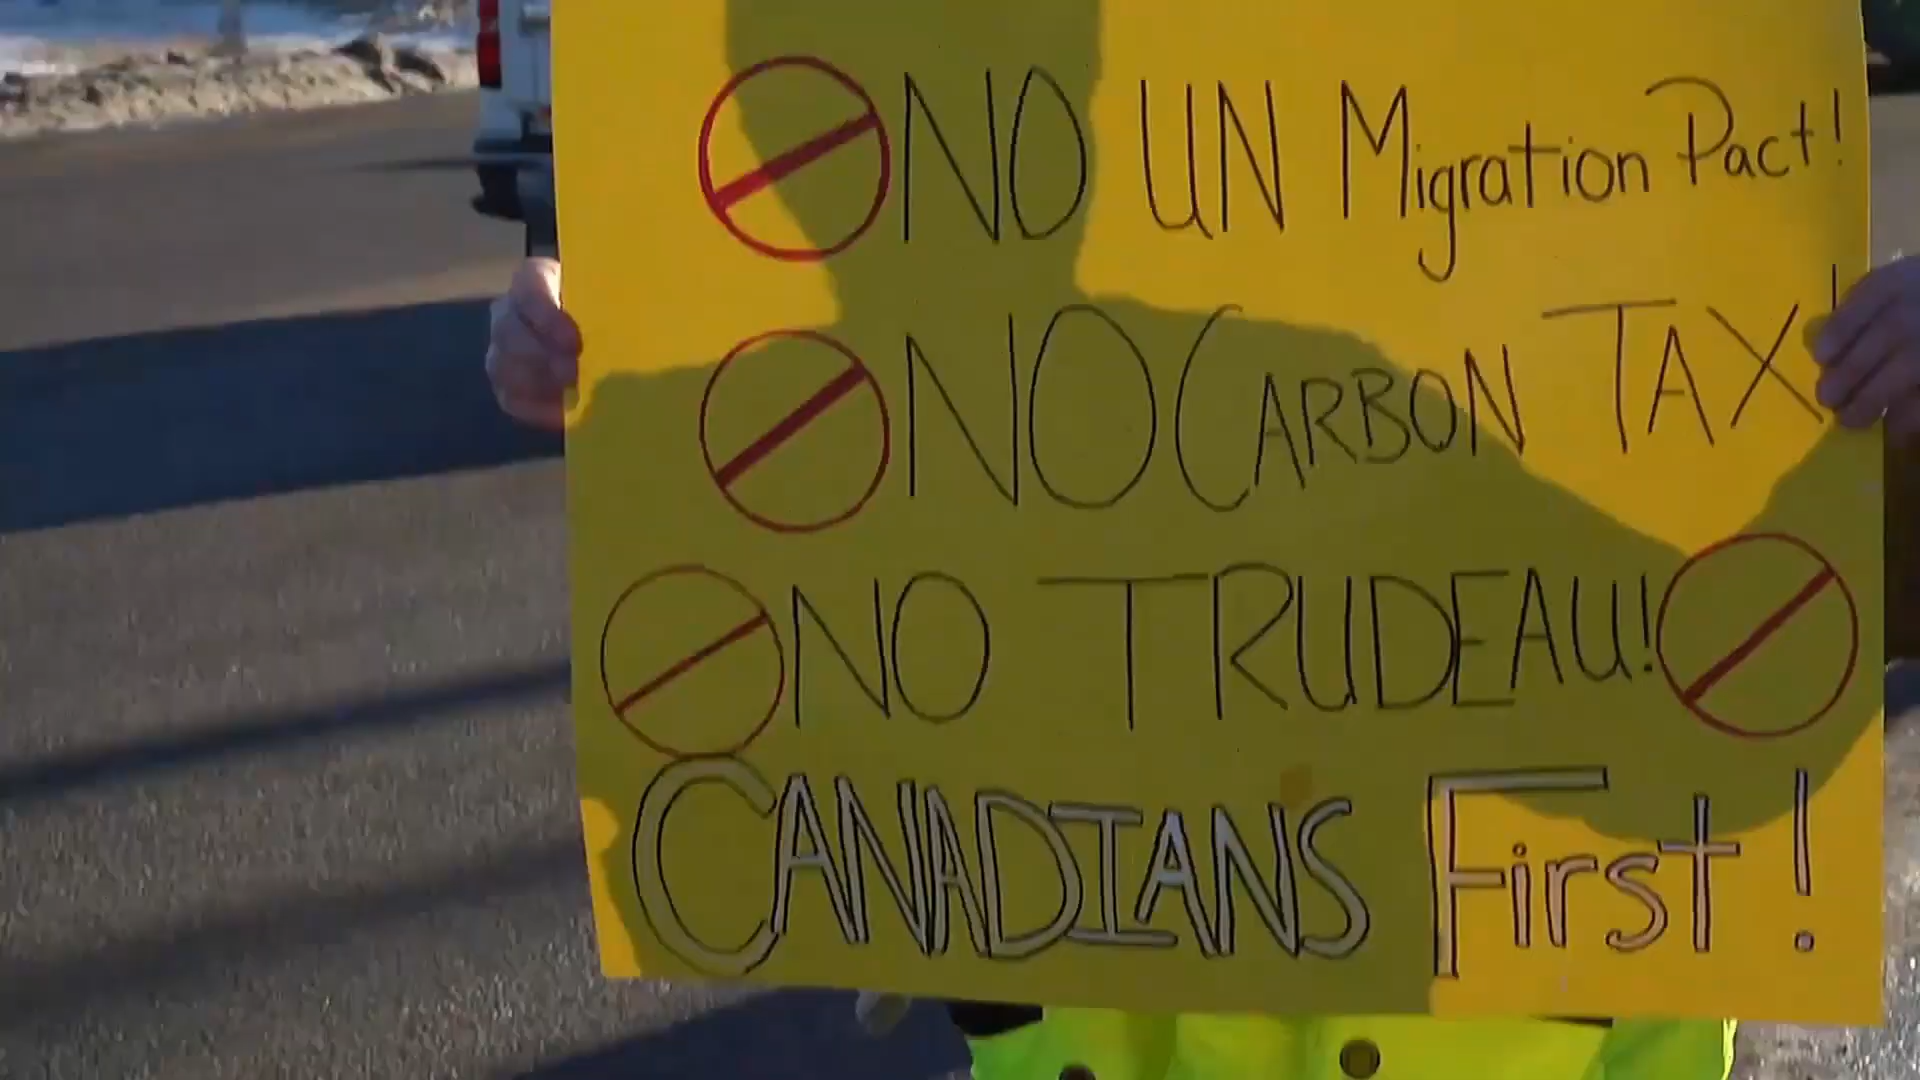 NO UN Migration Pact!
NO CARBON TAX!
NO TRUDEAU!
CANADIANS First!